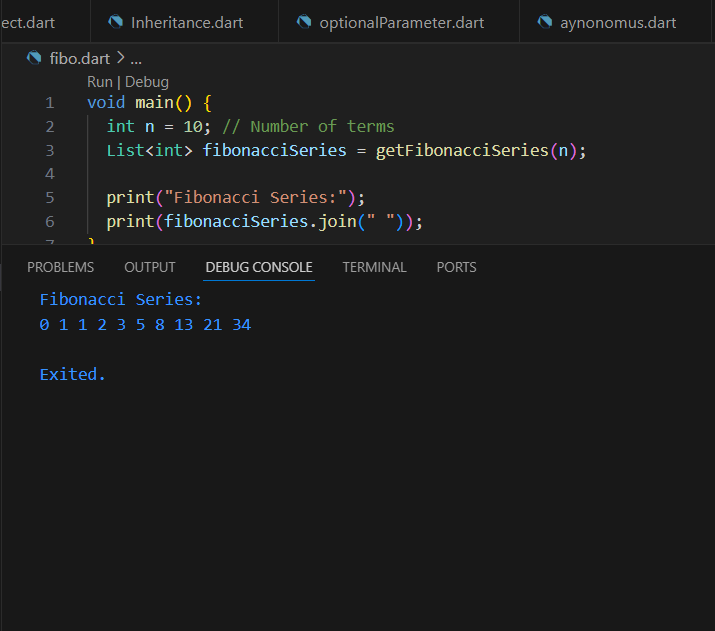 ect.dart Inheritance.dart optionalParameter.dart aynonomus.dart
fibo.dart > ...
Run | Debug
1 void main() {
2 int n = 10; // Number of terms
3 List<int> fibonacciSeries = getFibonacciSeries(n);
4
5 print("Fibonacci Series:");
6 print(fibonacciSeries.join(" "));
7 }
PROBLEMS OUTPUT DEBUG CONSOLE TERMINAL PORTS
Fibonacci Series:
0 1 1 2 3 5 8 13 21 34
Exited.